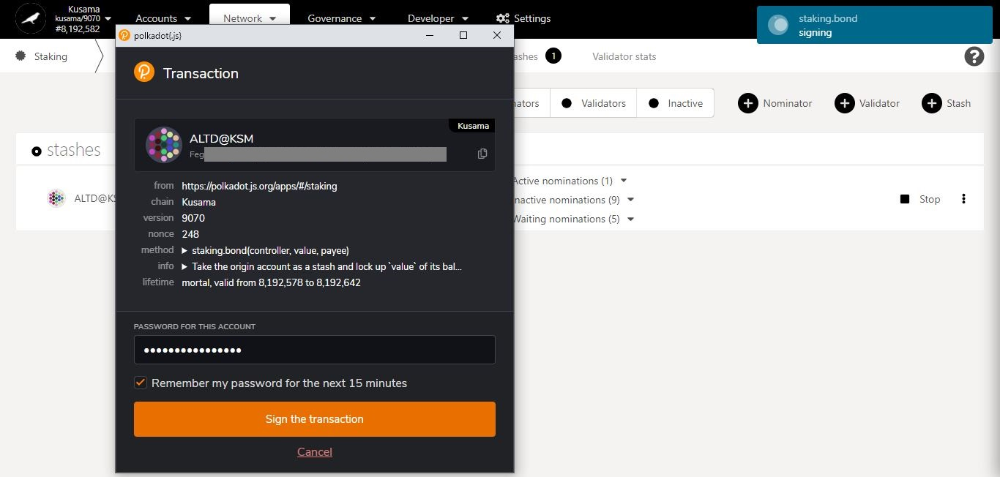 Kusama
kusama/9070
#8,192,582
Accounts
Network
Governance
Developer
Settings
staking.bond
signing
polkadot{.js}
Staking
Validator stats
1
?
Transaction
Validators
Inactive
Nominator
Validator
Stash
Kusama
ALTD@KSM
Feg
stashes
from https://polkadot.js.org/apps/#/staking
chain Kusama
version 9070
nonce 248
method staking.bond(controller, value, payee)
info Take the origin account as a stash and lock up `value` of its bal...
lifetime mortal, valid from 8,192,578 to 8,192,642
ALTD@KS
Active nominations (1)
nactive nominations (9)
Waiting nominations (5)
Stop
PASSWORD FOR THIS ACCOUNT
Remember my password for the next 15 minutes
Sign the transaction
Cancel